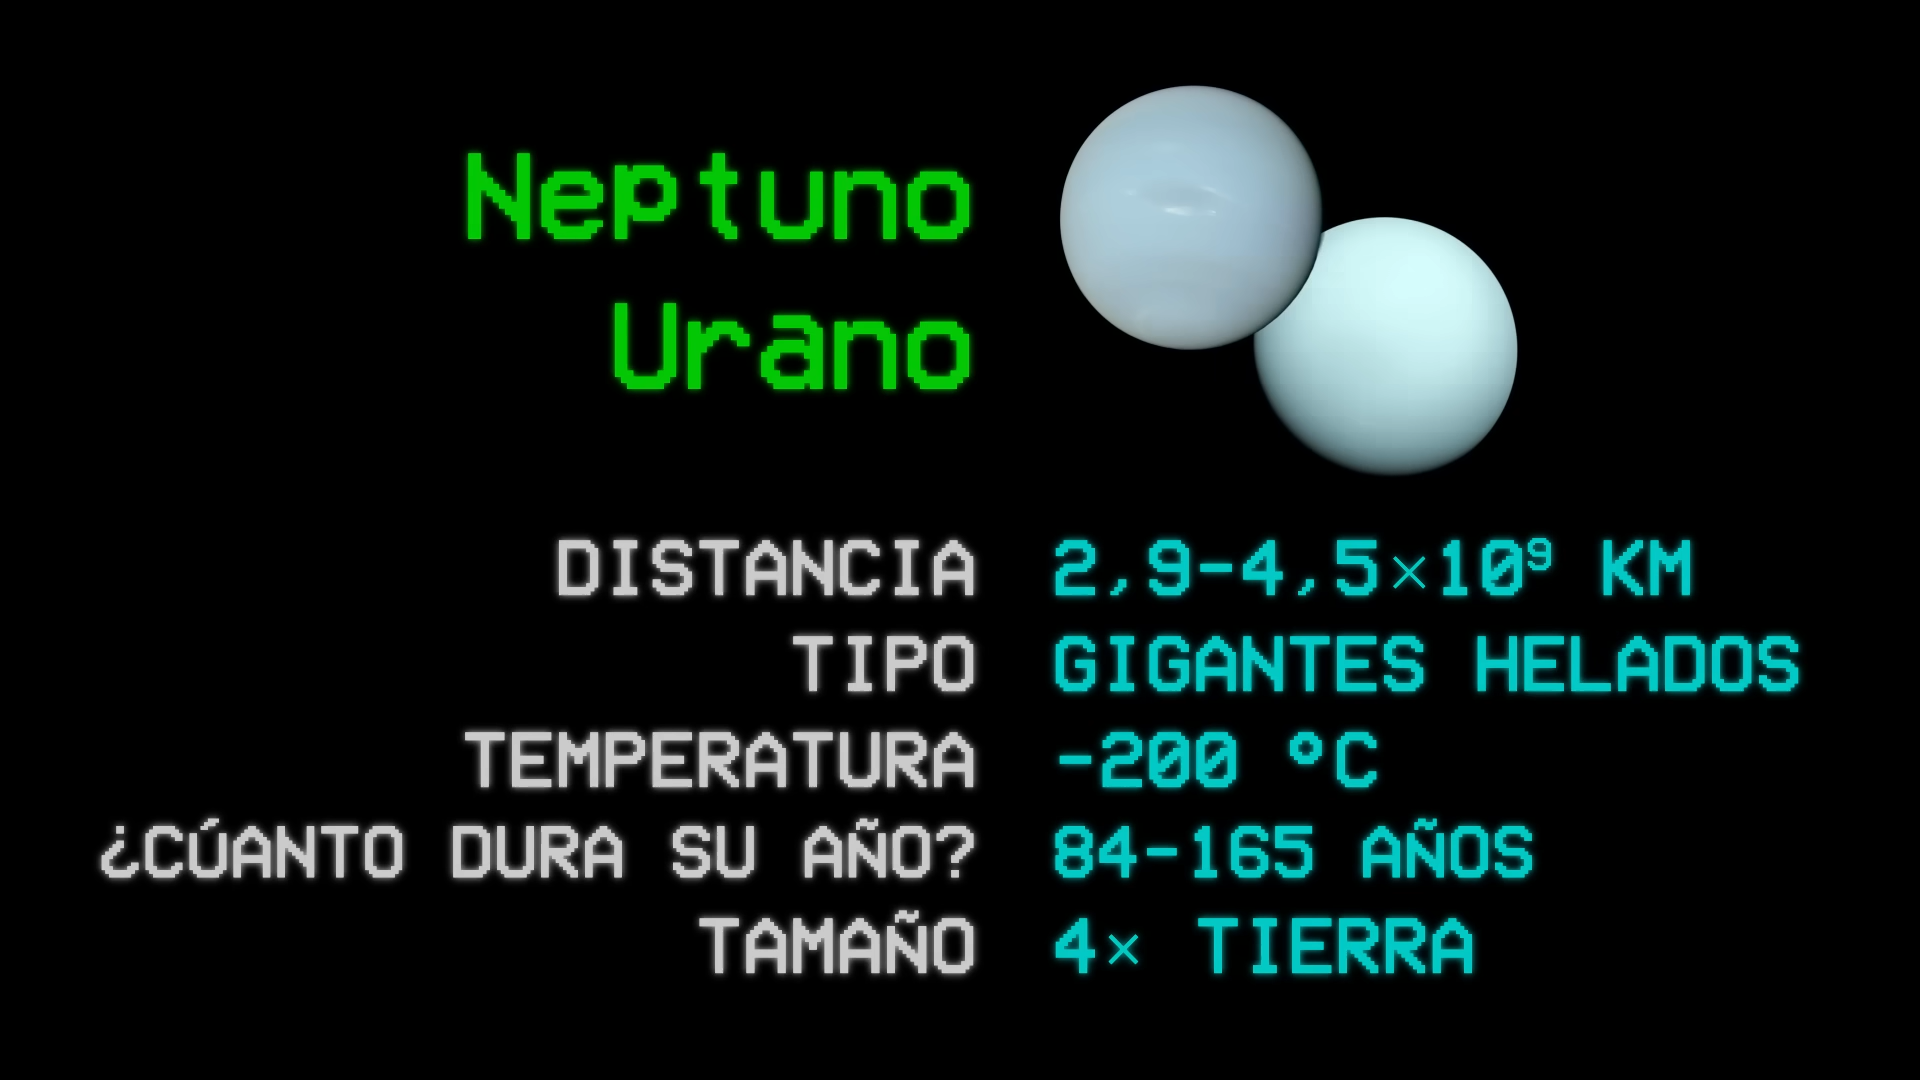 Neptuno
Urano
DISTANCIA 2,9-4,5×10⁹ KM
TIPO GIGANTES HELADOS
TEMPERATURA -200 °C
¿CÚANTO DURA SU AÑO? 84-165 AÑOS
TAMAÑO 4× TIERRA